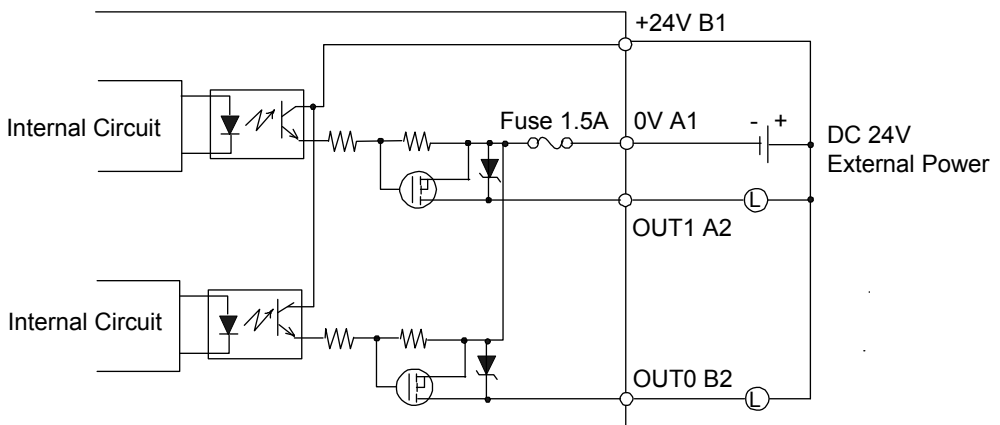 +24V B1
Internal Circuit
Fuse 1.5A
0V A1
- +
DC 24V
External Power
L
OUT1 A2
Internal Circuit
OUT0 B2
L